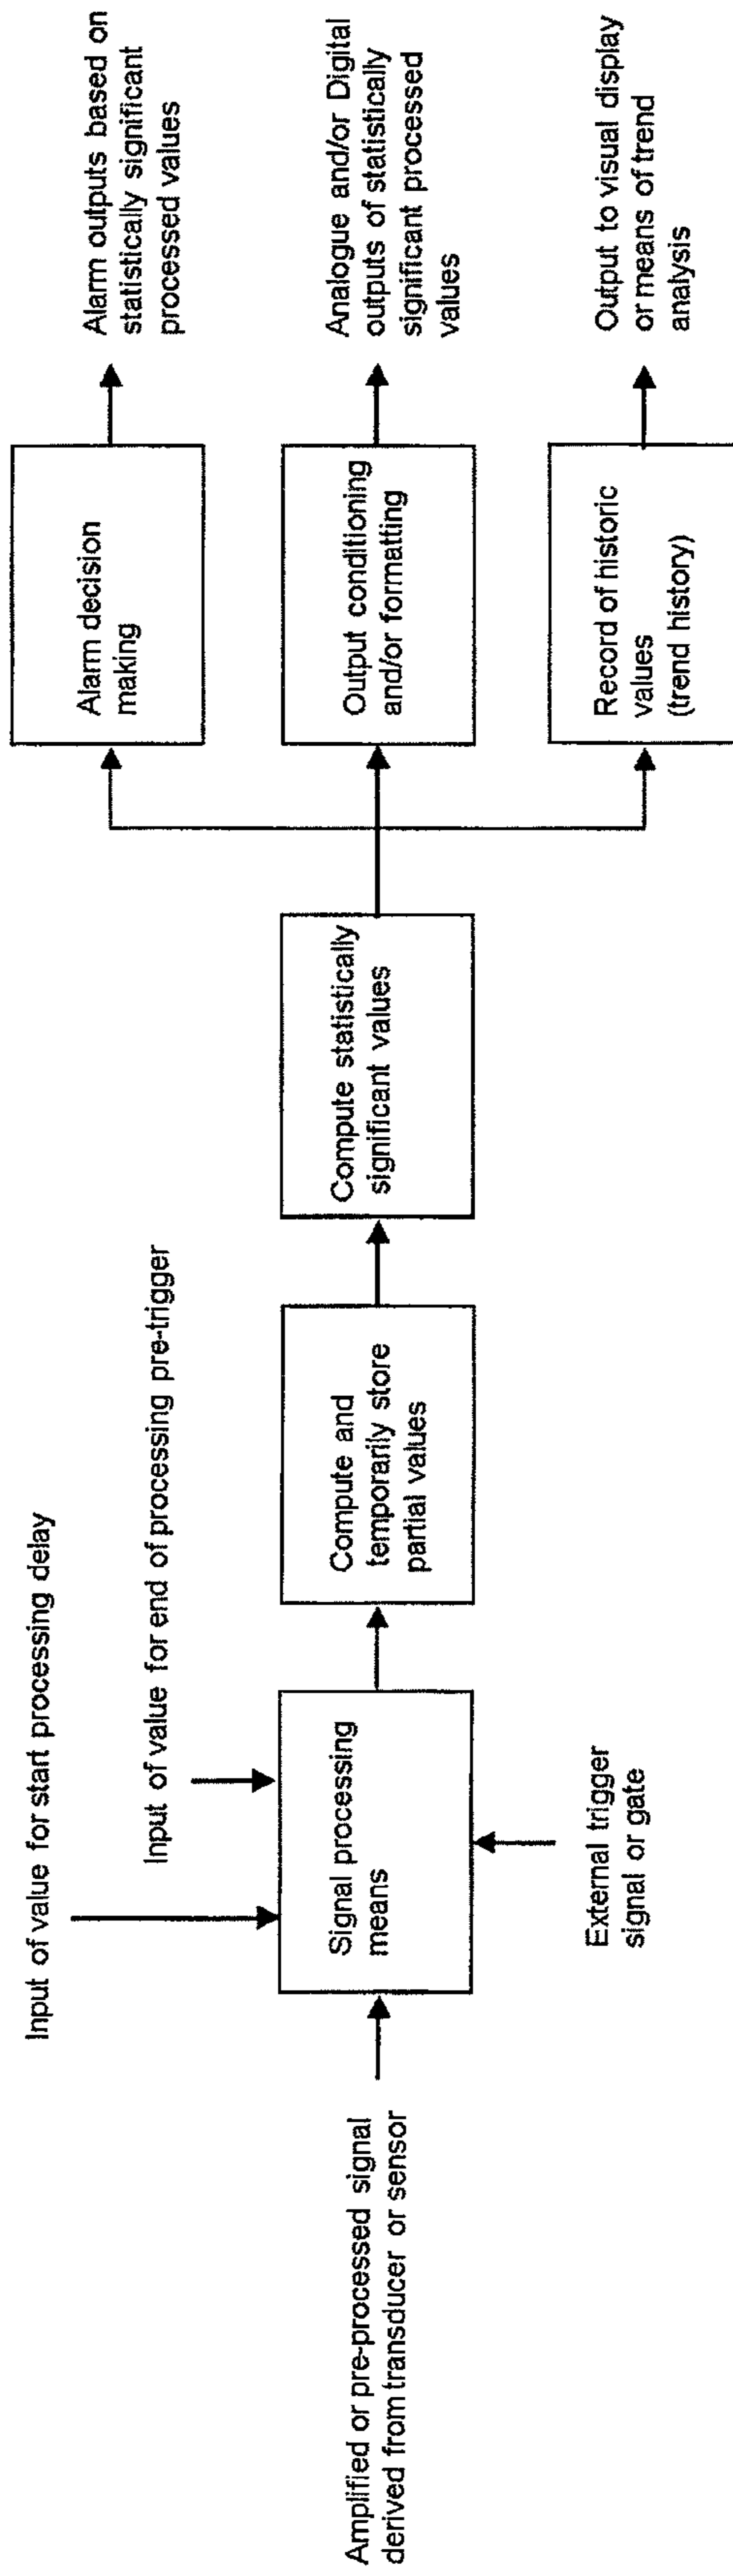 Input of value for start processing delay
Input of value for end of processing pre-trigger
Amplified or pre-processed signal
derived from transducer or sensor
Signal processing
means
External trigger
signal or gate
Compute and
temporarily store
partial values
Compute statistically
significant values
Alarm decision
making
Alarm outputs based on
statistically significant
processed values
Output conditioning
and/or formatting
Analogue and/or Digital
outputs of statistically
significant processed
values
Record of historic
values
(trend history)
Output to visual display
or means of trend
analysis